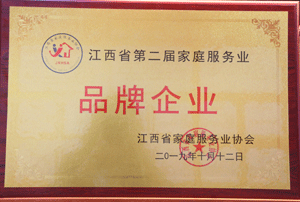 江西省第二届家庭服务业
品牌企业
江西省家庭服务业协会
二0一九年十月十二日